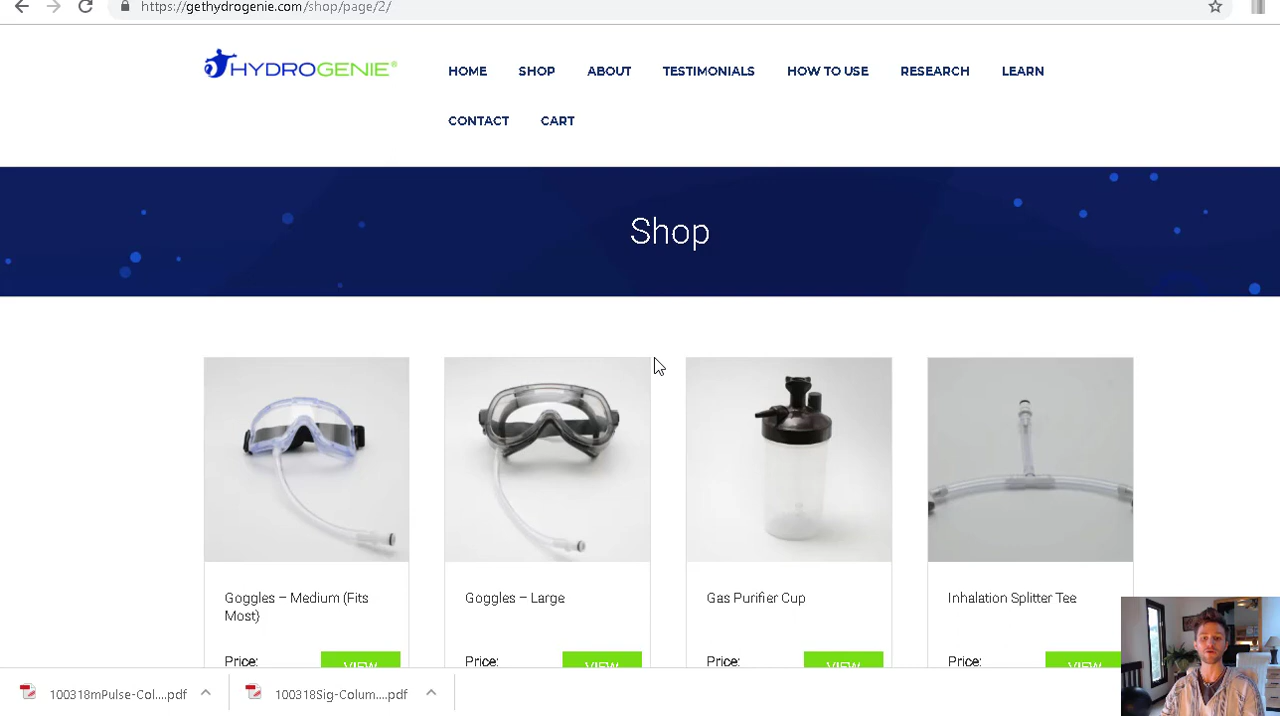 https://gethydrogenie.com/shop/page/2/
HYDROGENIE®
HOME SHOP ABOUT TESTIMONIALS HOW TO USE RESEARCH LEARN
CONTACT CART
Shop
Goggles – Medium (Fits
Most)
Goggles – Large
Gas Purifier Cup
Inhalation Splitter Tee
Price: VIEW
Price: VIEW
Price: VIEW
Price: VIEW
100318mPulse-Col....pdf
100318Sig-Colum....pdf